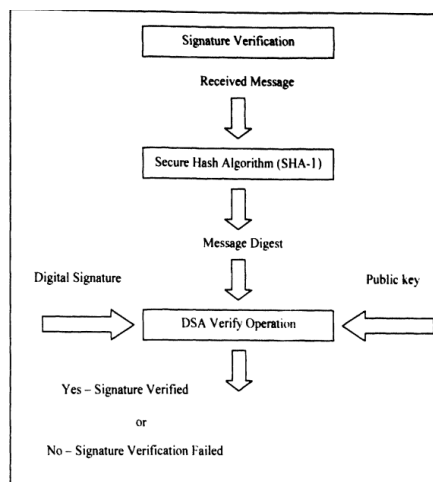 Signature Verification
Received Message
Secure Hash Algorithm (SHA-1)
Message Digest
Digital Signature
Public key
DSA Verify Operation
Yes – Signature Verified
or
No – Signature Verification Failed